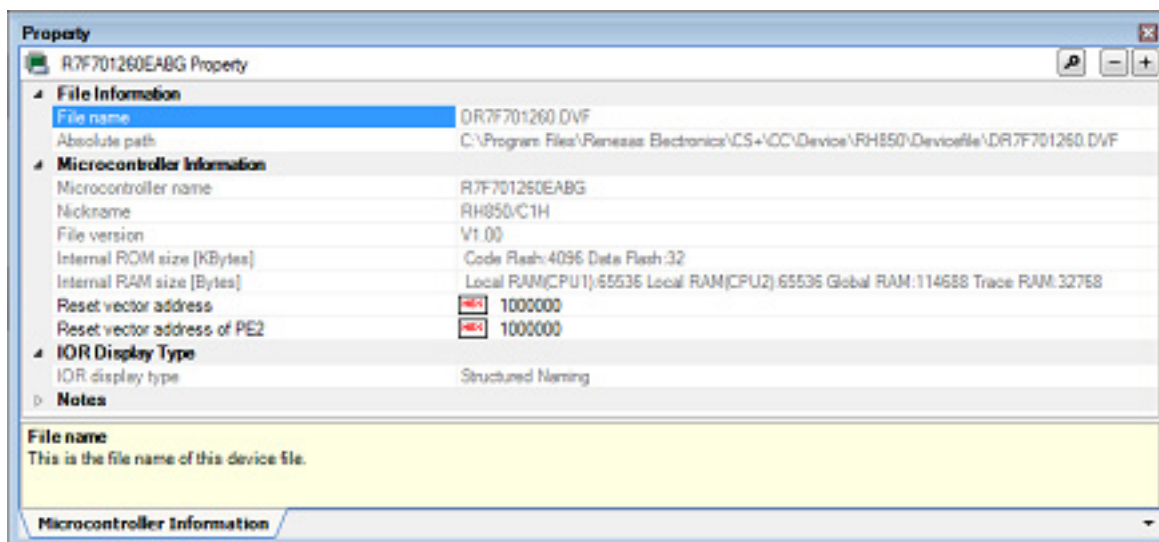 Property
R7F701260EABG Property
File Information
File name DR7F701260.DVF
Absolute path C:\Program Files\Renesas Electronics\CS+\CC\Device\RH850\Devicefile\DR7F701260.DVF
Microcontroller Information
Microcontroller name R7F701260EABG
Nickname RH850/C1H
File version V1.00
Internal ROM size [KBytes] Code Flash:4096 Data Flash:32
Internal RAM size [Bytes] Local RAM(CPU1):65536 Local RAM(CPU2):65536 Global RAM:114688 Trace RAM:32768
Reset vector address HEX 1000000
Reset vector address of PE2 HEX 1000000
IOR Display Type
IOR display type Structured Naming
Notes
File name
This is the file name of this device file.
Microcontroller Information